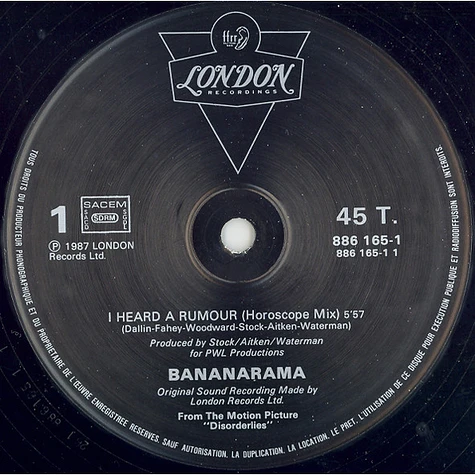 ffrr
LONDON
RECORDINGS
1
SACEM
SACD
SDRM
SGDL
45 T.
℗ 1987 LONDON
Records Ltd.
886 165-1
886 165-1 1
I HEARD A RUMOUR (Horoscope Mix) 5'57
(Dallin-Fahey-Woodward-Stock-Aitken-Waterman)
Produced by Stock/Aitken/Waterman
for PWL Productions
BANANARAMA
Original Sound Recording Made by
London Records Ltd.
From The Motion Picture
"Disorderlies"
TOUS DROITS DU PRODUCTEUR PHONOGRAPHIQUE ET DU PROPRIETAIRE DE L'ŒUVRE ENREGISTREE RESERVES. SAUF AUTORISATION. LA DUPLICATION. LA LOCATION. LE PRET. L'UTILISATION DE CE DISQUE POUR EXECUTION PUBLIQUE ET RADIODIFFUSION SONT INTERDITS.